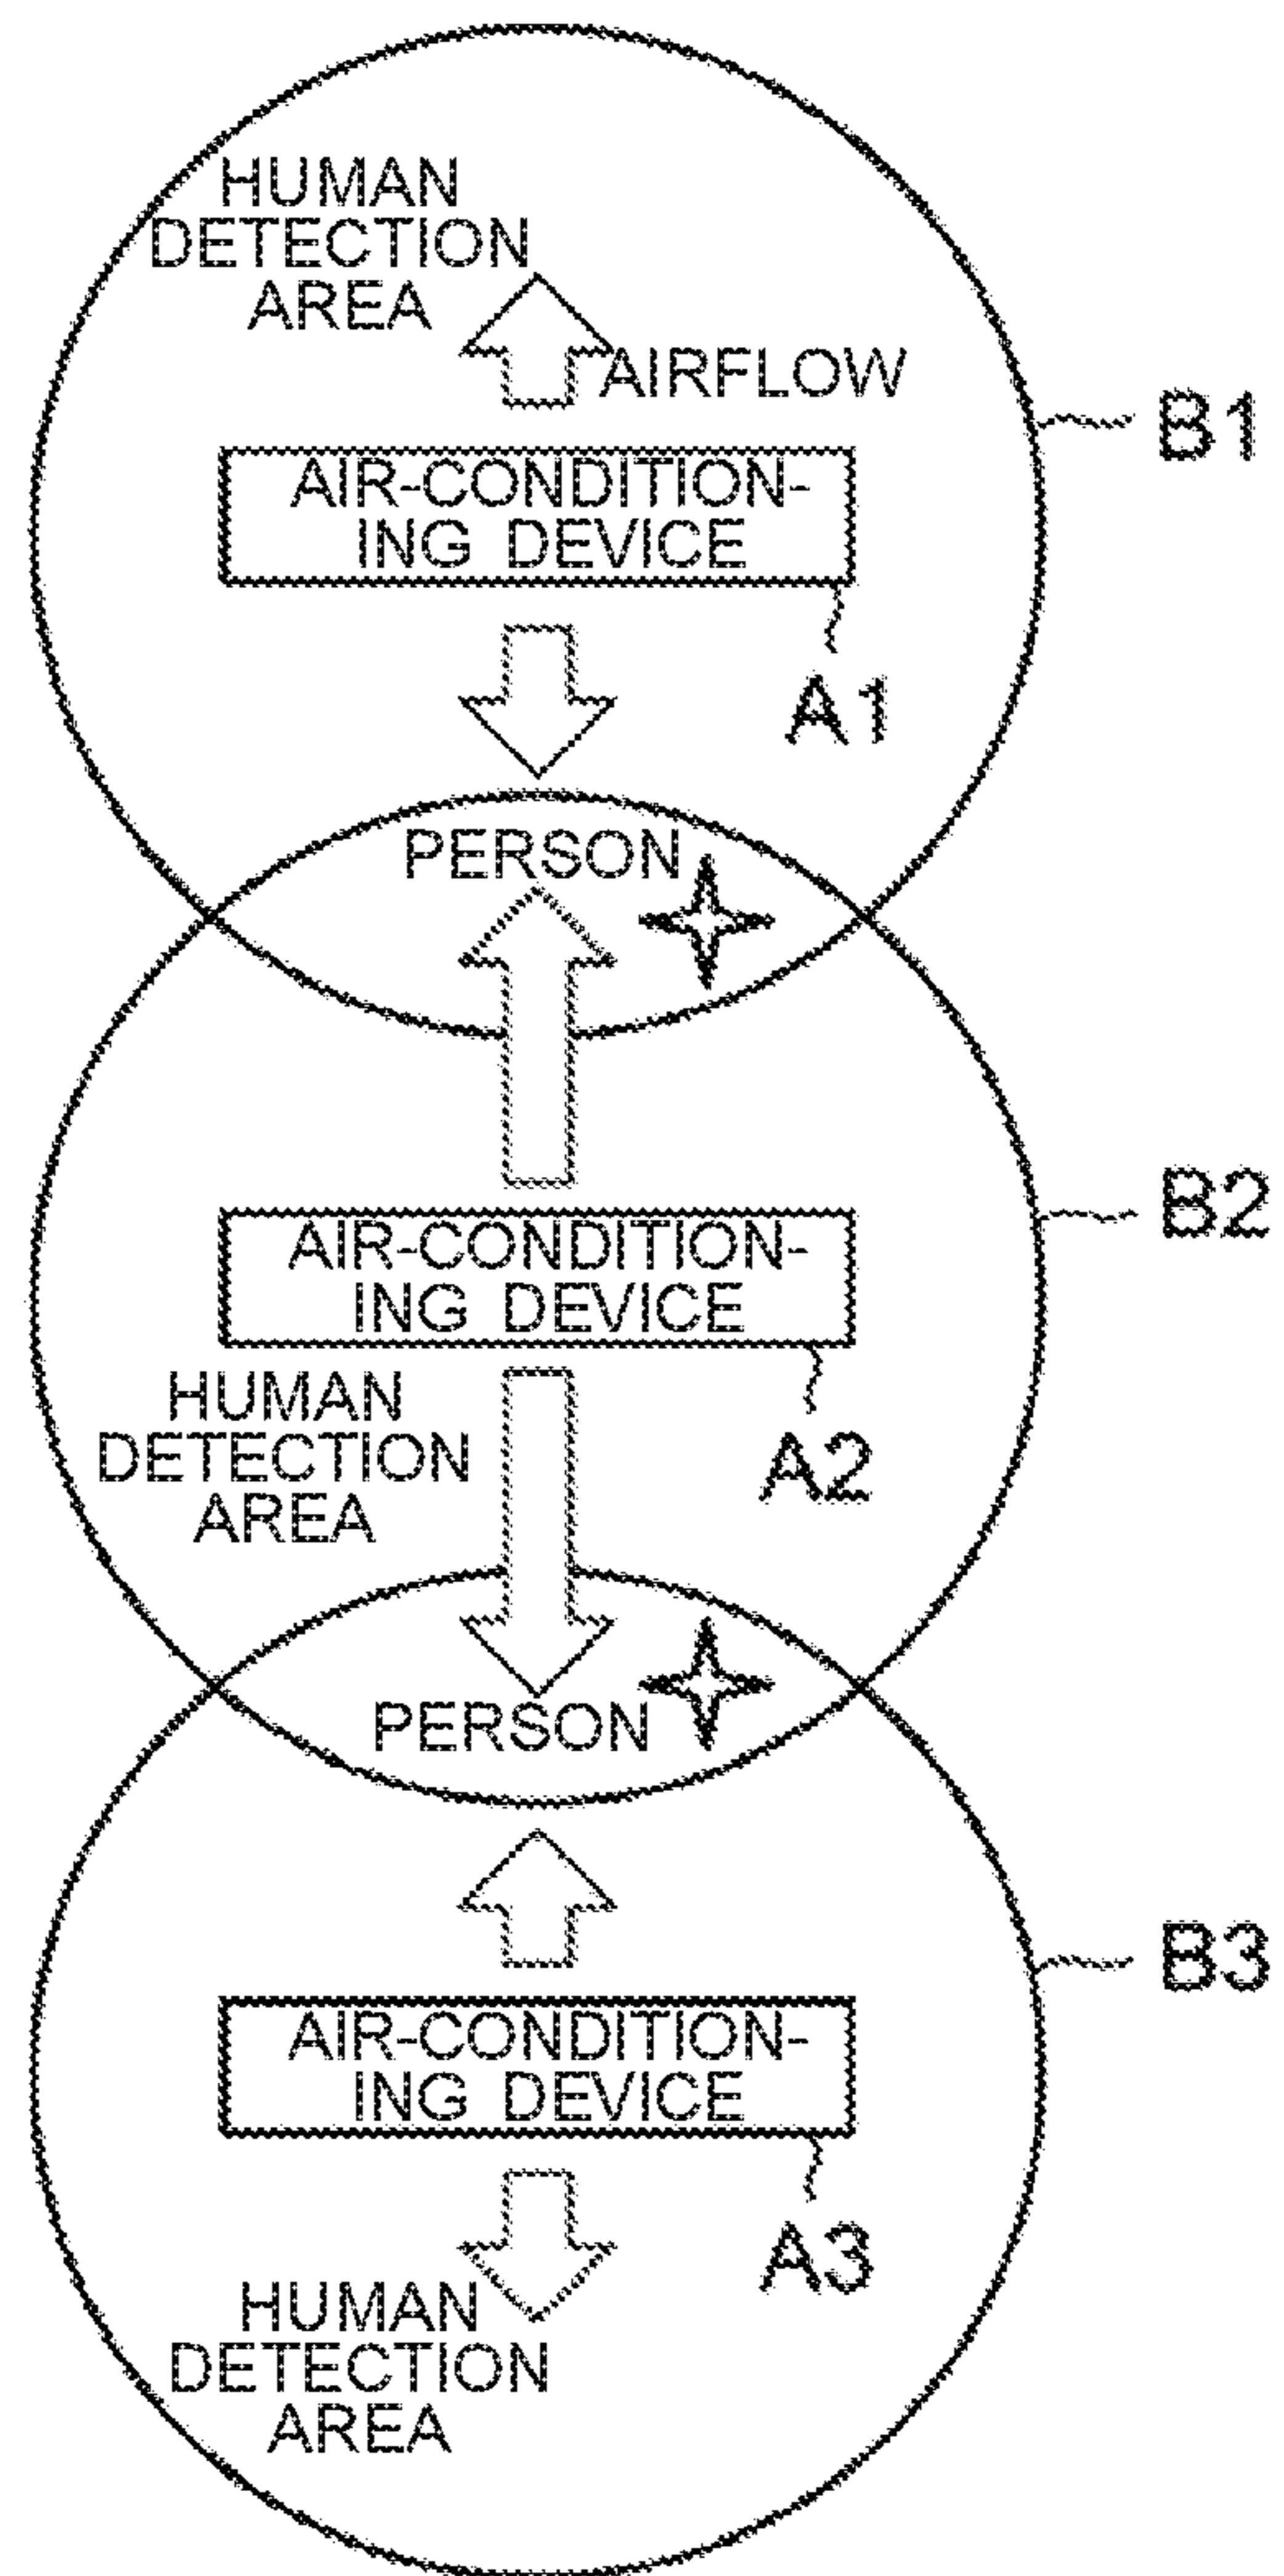 HUMAN
DETECTION
AREA
AIRFLOW
B1
AIR-CONDITION-
ING DEVICE
A1
PERSON
B2
AIR-CONDITION-
ING DEVICE
HUMAN
DETECTION
AREA
A2
PERSON
B3
AIR-CONDITION-
ING DEVICE
A3
HUMAN
DETECTION
AREA